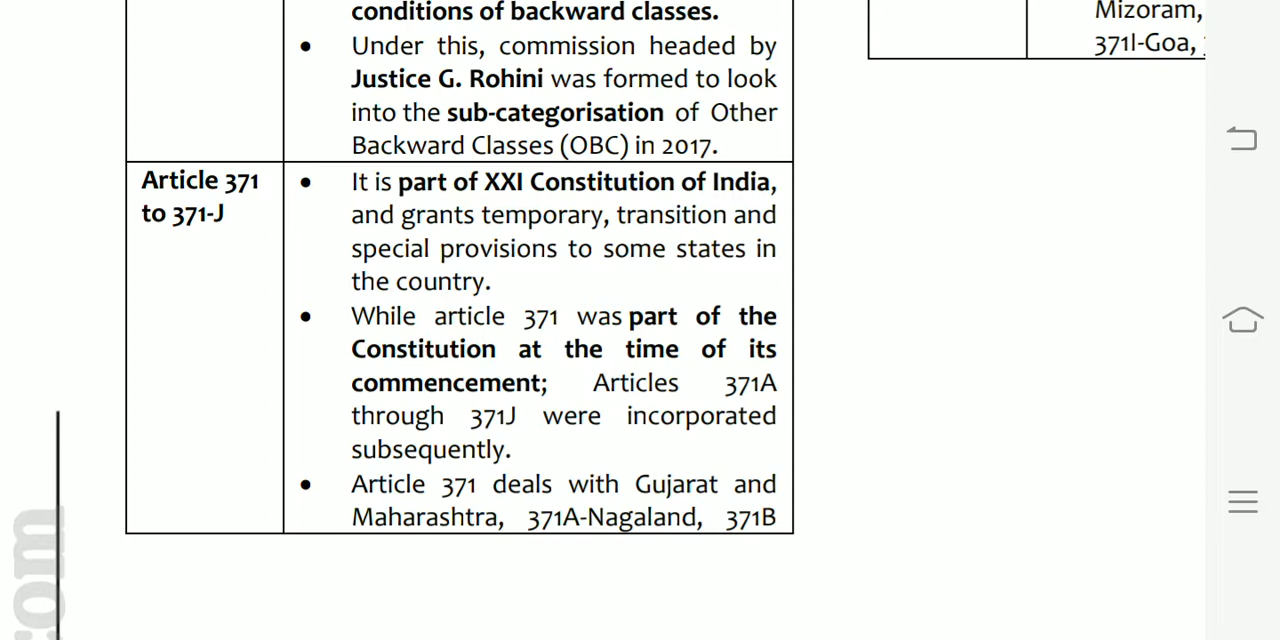 conditions of backward classes.
• Under this, commission headed by
Justice G. Rohini was formed to look
into the sub-categorisation of Other
Backward Classes (OBC) in 2017.
Article 371
to 371-J
• It is part of XXI Constitution of India,
and grants temporary, transition and
special provisions to some states in
the country.
• While article 371 was part of the
Constitution at the time of its
commencement; Articles 371A
through 371J were incorporated
subsequently.
• Article 371 deals with Gujarat and
Maharashtra, 371A-Nagaland, 371B
Mizoram,
371I-Goa,
com